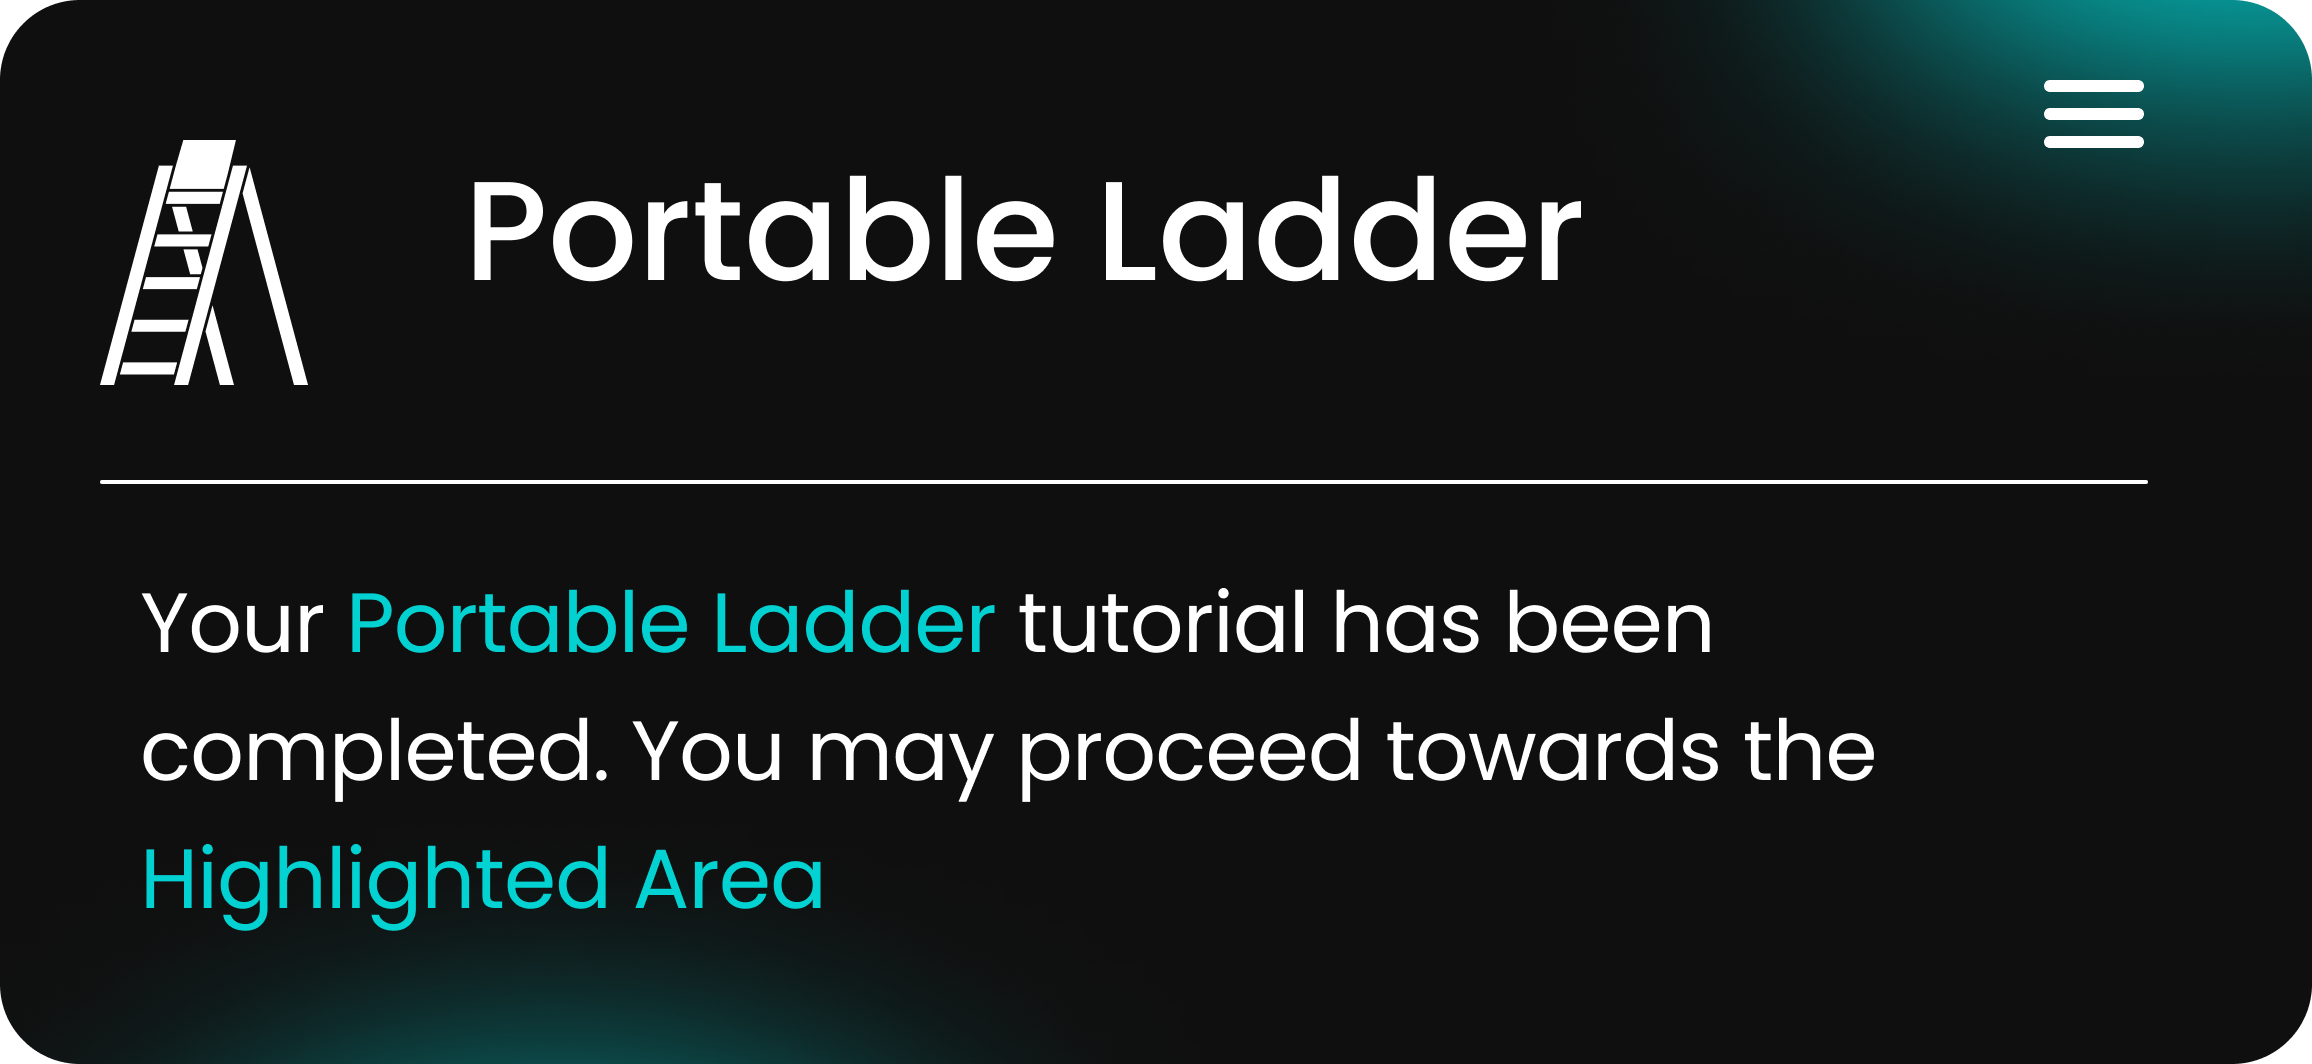 Portable Ladder
Your Portable Ladder tutorial has been
completed. You may proceed towards the
Highlighted Area